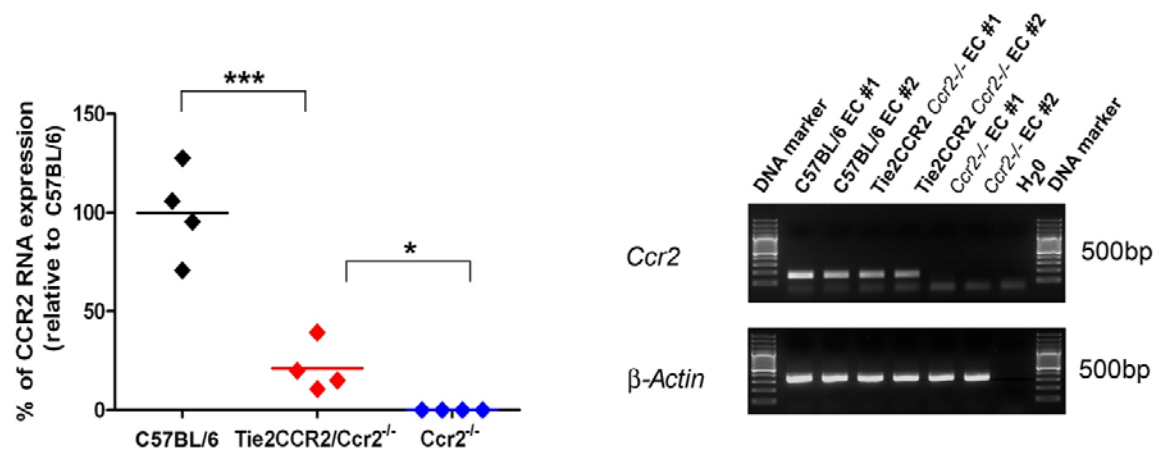 % of CCR2 RNA expression
(relative to C57BL/6)
150
100
50
0
***
*
C57BL/6
Tie2CCR2/Ccr2-/-
Ccr2-/-
DNA marker
C57BL/6 EC #1
C57BL/6 EC #2
Tie2CCR2 Ccr2-/- EC #1
Tie2CCR2 Ccr2-/- EC #2
Ccr2-/- EC #1
Ccr2-/- EC #2
H20
DNA marker
Ccr2
500bp
β-Actin
500bp